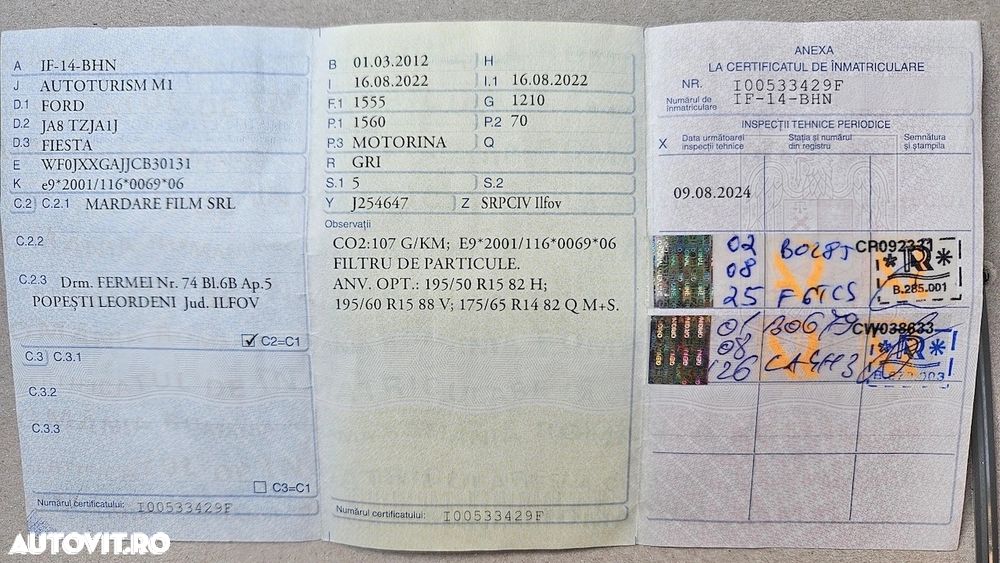 A IF-14-BHN
J AUTOTURISM M1
D.1 FORD
D.2 JA8 TZJA1J
D.3 FIESTA
E WF0JXXGAJJCB30131
K e9*2001/116*0069*06
C.2 C.2.1 MARDARE FILM SRL
C.2.2
C.2.3 Drm. FERMEI Nr. 74 Bl.6B Ap.5
POPEŞTI LEORDENI Jud. ILFOV
C2=C1
C.3 C.3.1
C.3.2
C.3.3
C3=C1
Numărul certificatului: I00533429F
B 01.03.2012 H
I 16.08.2022 I.1 16.08.2022
F.1 1555 G 1210
P.1 1560 P.2 70
P.3 MOTORINA Q
R GRI
S.1 5 S.2
Y J254647 Z SRPCIV Ilfov
Observaţii
CO2:107 G/KM; E9*2001/116*0069*06
FILTRU DE PARTICULE.
ANV. OPT.: 195/50 R15 82 H;
195/60 R15 88 V; 175/65 R14 82 Q M+S.
Numărul certificatului: I00533429F
ANEXA
LA CERTIFICATUL DE ÎNMATRICULARE
NR. I00533429F
Numărul de înmatriculare IF-14-BHN
INSPECŢII TEHNICE PERIODICE
X Data următoarei inspecţii tehnice Staţia şi numărul din registru Semnătura şi ştampila
09.08.2024
02 08 25
CR092331
R
B.285.001
08
CW038633
R
AUTOVIT.RO